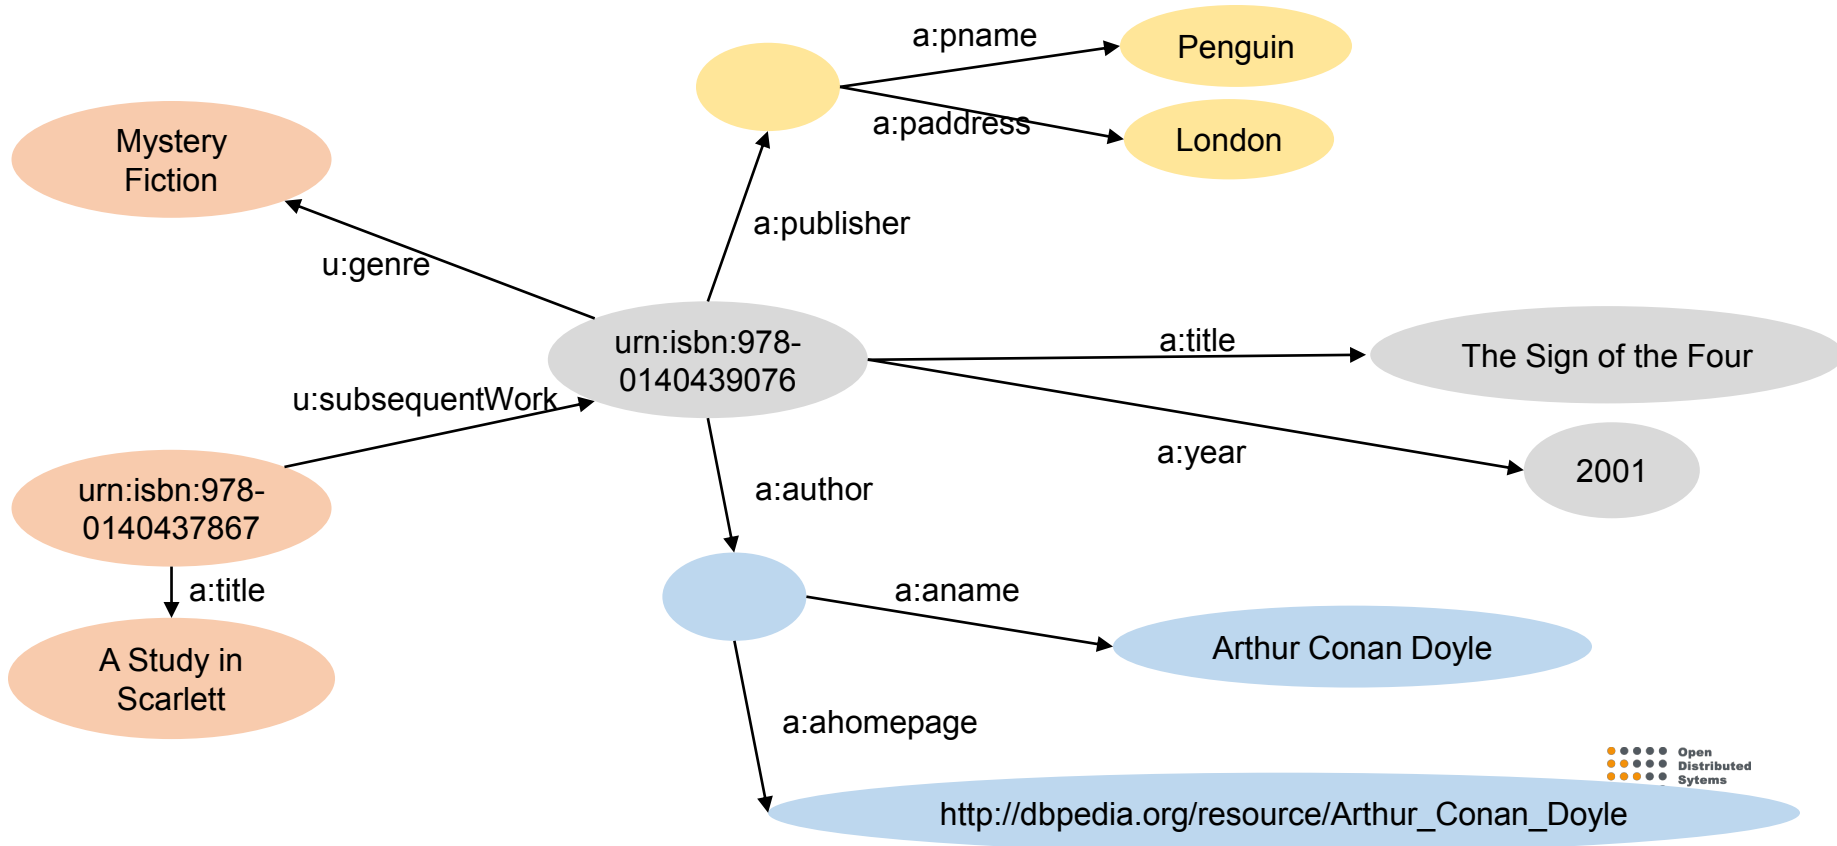 a:pname
Penguin
a:paddress
London
Mystery
Fiction
a:publisher
u:genre
urn:isbn:978-
0140439076
a:title
The Sign of the Four
u:subsequentWork
a:year
2001
urn:isbn:978-
0140437867
a:author
a:title
a:aname
A Study in
Scarlett
Arthur Conan Doyle
a:ahomepage
Open
Distributed
Sytems
http://dbpedia.org/resource/Arthur_Conan_Doyle